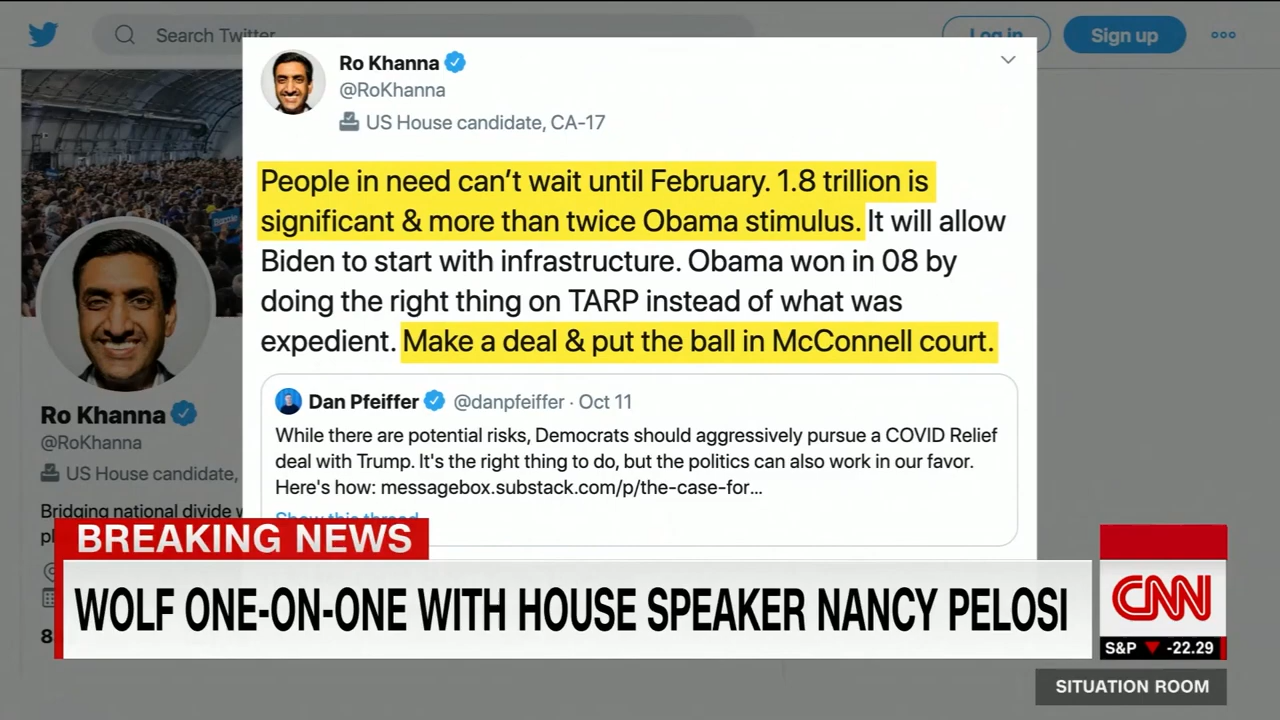 Search Twitter
Log in
Sign up
Ro Khanna
@RoKhanna
US House candidate, CA-17
People in need can't wait until February. 1.8 trillion is
significant & more than twice Obama stimulus. It will allow
Biden to start with infrastructure. Obama won in 08 by
doing the right thing on TARP instead of what was
expedient. Make a deal & put the ball in McConnell court.
Dan Pfeiffer @danpfeiffer · Oct 11
While there are potential risks, Democrats should aggressively pursue a COVID Relief
deal with Trump. It's the right thing to do, but the politics can also work in our favor.
Here's how: messagebox.substack.com/p/the-case-for...
Show this thread
Ro Khanna
@RoKhanna
US House candidate,
Bridging national divide
8
BREAKING NEWS
WOLF ONE-ON-ONE WITH HOUSE SPEAKER NANCY PELOSI
CNN
S&P ▼ -22.29
SITUATION ROOM